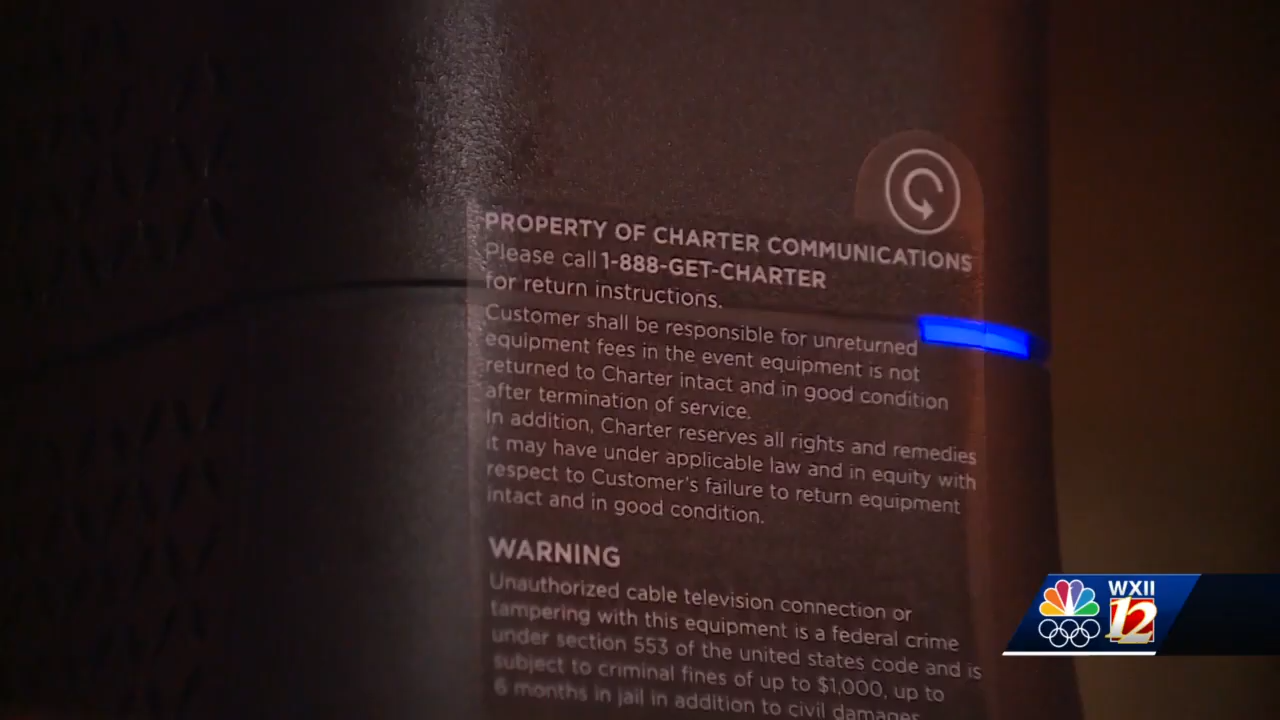 PROPERTY OF CHARTER COMMUNICATIONS
Please call 1-888-GET-CHARTER
for return instructions.
Customer shall be responsible for unreturned
equipment fees in the event equipment is not
returned to Charter intact and in good condition
after termination of service.
In addition, Charter reserves all rights and remedies
it may have under applicable law and in equity with
respect to Customer's failure to return equipment
intact and in good condition.
WARNING
Unauthorized cable television connection or
tampering with this equipment is a federal crime
under section 553 of the united states code and is
subject to criminal fines of up to $1,000, up to
6 months in jail in addition to civil damages
WXII
12